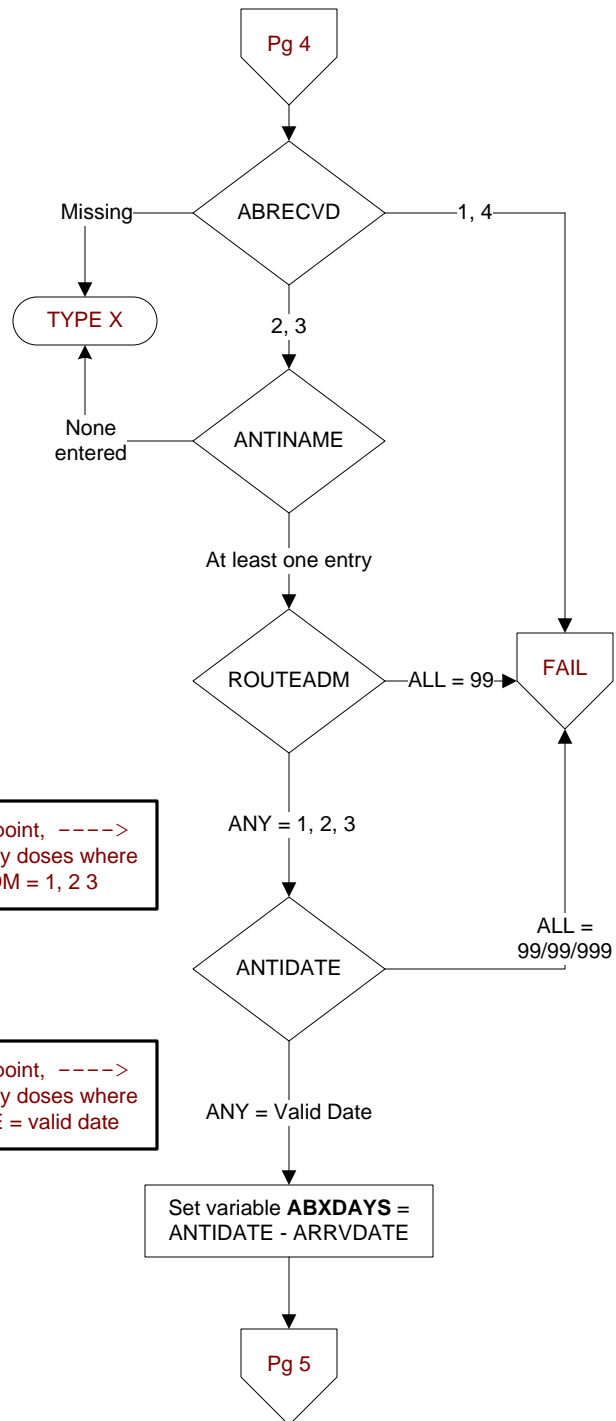 Pg 4
ABRECVD
Missing
1, 4
TYPE X
2, 3
ANTINAME
None
entered
At least one entry
ROUTEADM
ALL = 99
FAIL
ANY = 1, 2, 3
point, ---->
y doses where
M = 1, 2 3
ANTIDATE
ALL =
99/99/999
point, ---->
y doses where
= valid date
ANY = Valid Date
Set variable ABXDAYS =
ANTIDATE - ARRVDATE
Pg 5